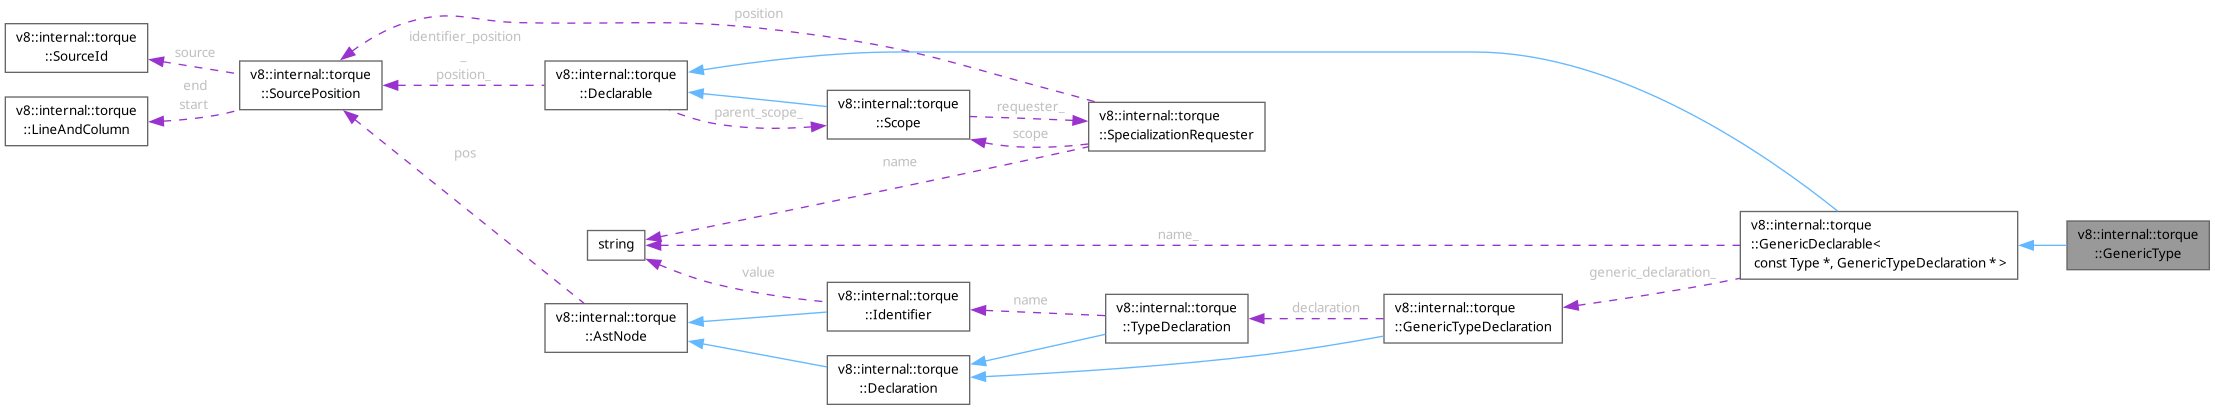 v8::internal::torque
::SourceId
source
v8::internal::torque
::LineAndColumn
end
start
v8::internal::torque
::SourcePosition
position
identifier_position
_
position_
v8::internal::torque
::Declarable
parent_scope_
v8::internal::torque
::Scope
requester_
scope
v8::internal::torque
::SpecializationRequester
name
pos
string
name_
value
v8::internal::torque
::AstNode
v8::internal::torque
::Identifier
name
v8::internal::torque
::Declaration
v8::internal::torque
::TypeDeclaration
declaration
v8::internal::torque
::GenericTypeDeclaration
generic_declaration_
v8::internal::torque
::GenericDeclarable<
const Type *, GenericTypeDeclaration * >
v8::internal::torque
::GenericType